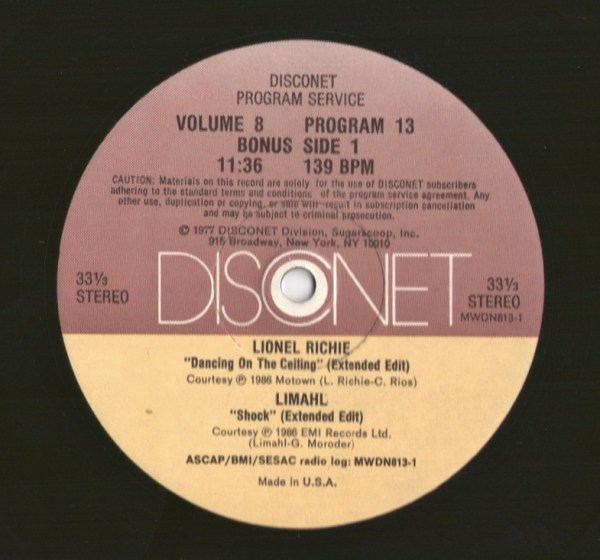 DISCONET
PROGRAM SERVICE
VOLUME 8 PROGRAM 13
BONUS SIDE 1
11:36 139 BPM
CAUTION: Materials on this record are solely for the use of DISCONET subscribers
adhering to the standard terms and conditions of the program service agreement. Any
other use, duplication or copying, or sale will result in subscription cancellation
and may be subject to criminal prosecution.
© 1977 DISCONET Division, Sugarscoop, Inc.
915 Broadway, New York, NY 10010
DISCONET
33⅓
STEREO
33⅓
STEREO
MWDN813-1
LIONEL RICHIE
"Dancing On The Ceiling" (Extended Edit)
Courtesy ℗ 1986 Motown (L. Richie-C. Rios)
LIMAHL
"Shock" (Extended Edit)
Courtesy ℗ 1986 EMI Records Ltd.
(Limahl-G. Moroder)
ASCAP/BMI/SESAC radio log: MWDN813-1
Made in U.S.A.